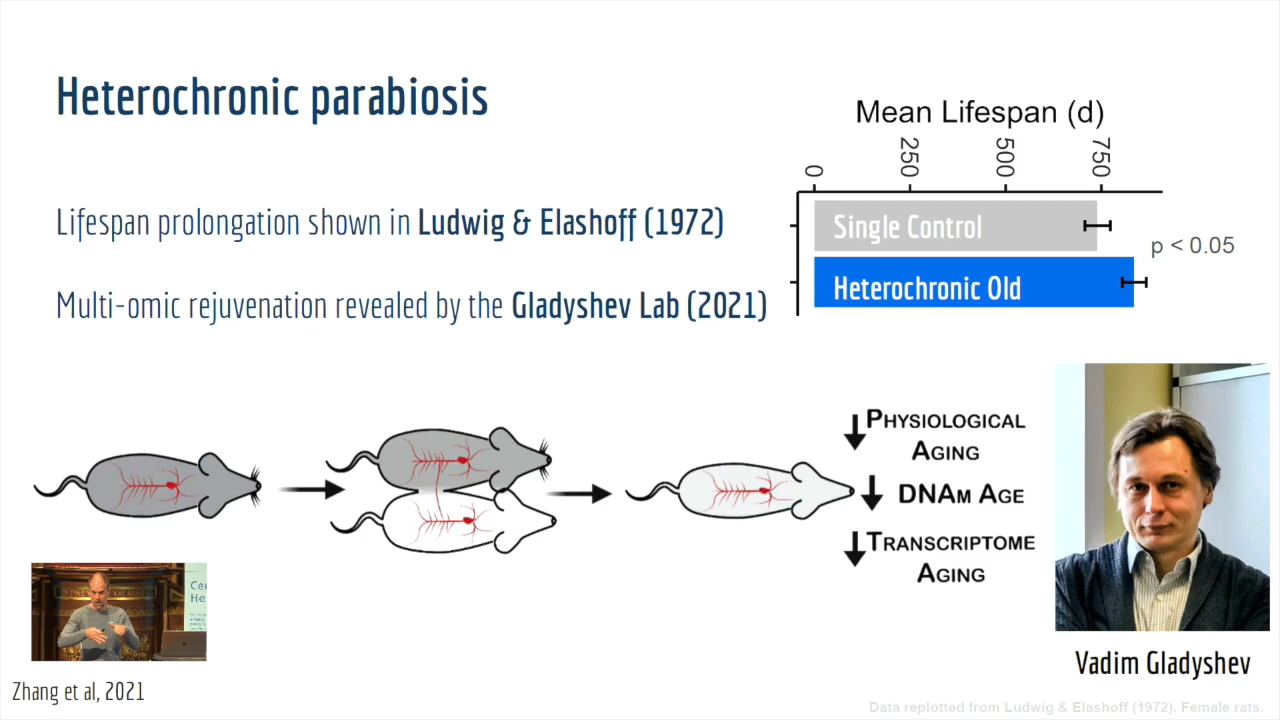 Heterochronic parabiosis
Lifespan prolongation shown in Ludwig & Elashoff (1972)
Multi-omic rejuvenation revealed by the Gladyshev Lab (2021)
Mean Lifespan (d)
0 250 500 750
Single Control
Heterochronic Old
p < 0.05
PHYSIOLOGICAL
AGING
DNAM AGE
TRANSCRIPTOME
AGING
Vadim Gladyshev
Zhang et al, 2021
Data replotted from Ludwig & Elashoff (1972). Female rats.